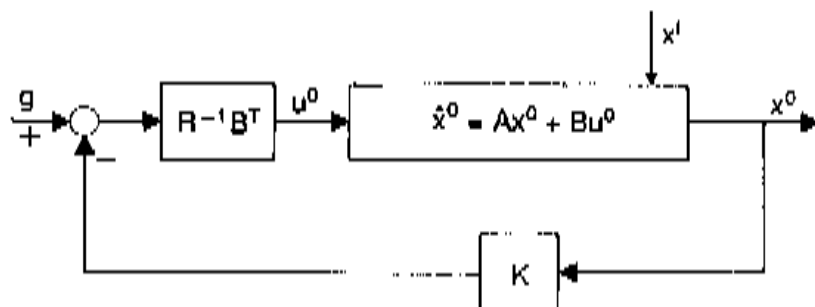 xⁱ
g
+
−
R⁻¹Bᵀ
u⁰
ẋ⁰ = Ax⁰ + Bu⁰
x⁰
K